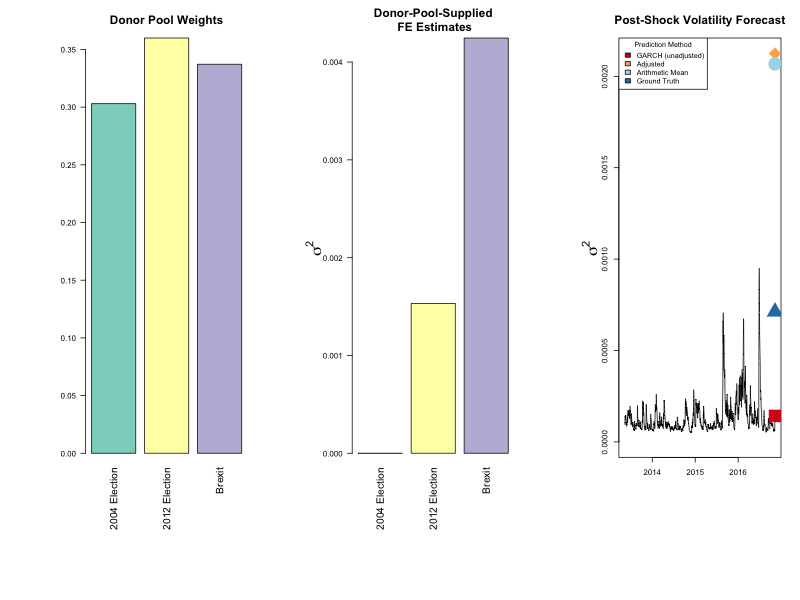 Donor Pool Weights
0.35
0.30
0.25
0.20
0.15
0.10
0.05
0.00
2004 Election
2012 Election
Brexit
Donor-Pool-Supplied
FE Estimates
σ²
0.004
0.003
0.002
0.001
0.000
2004 Election
2012 Election
Brexit
Post-Shock Volatility Forecast
Prediction Method
GARCH (unadjusted)
Adjusted
Arithmetic Mean
Ground Truth
σ²
0.0020
0.0015
0.0010
0.0005
0.0000
2014 2015 2016